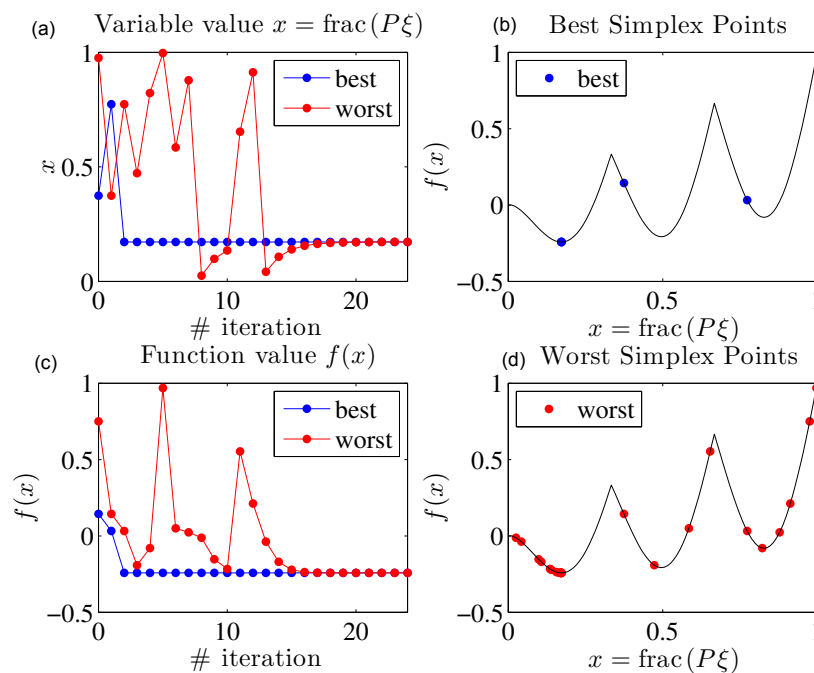 (a) Variable value x = frac (Pξ)
1
0.5
0
x
best
worst
0 10 20
# iteration
(b) Best Simplex Points
1
0.5
0
−0.5
f(x)
best
0 0.5 1
x = frac (Pξ)
(c) Function value f(x)
1
0.5
0
−0.5
f(x)
best
worst
0 10 20
# iteration
(d) Worst Simplex Points
1
0.5
0
−0.5
f(x)
worst
0 0.5 1
x = frac (Pξ)